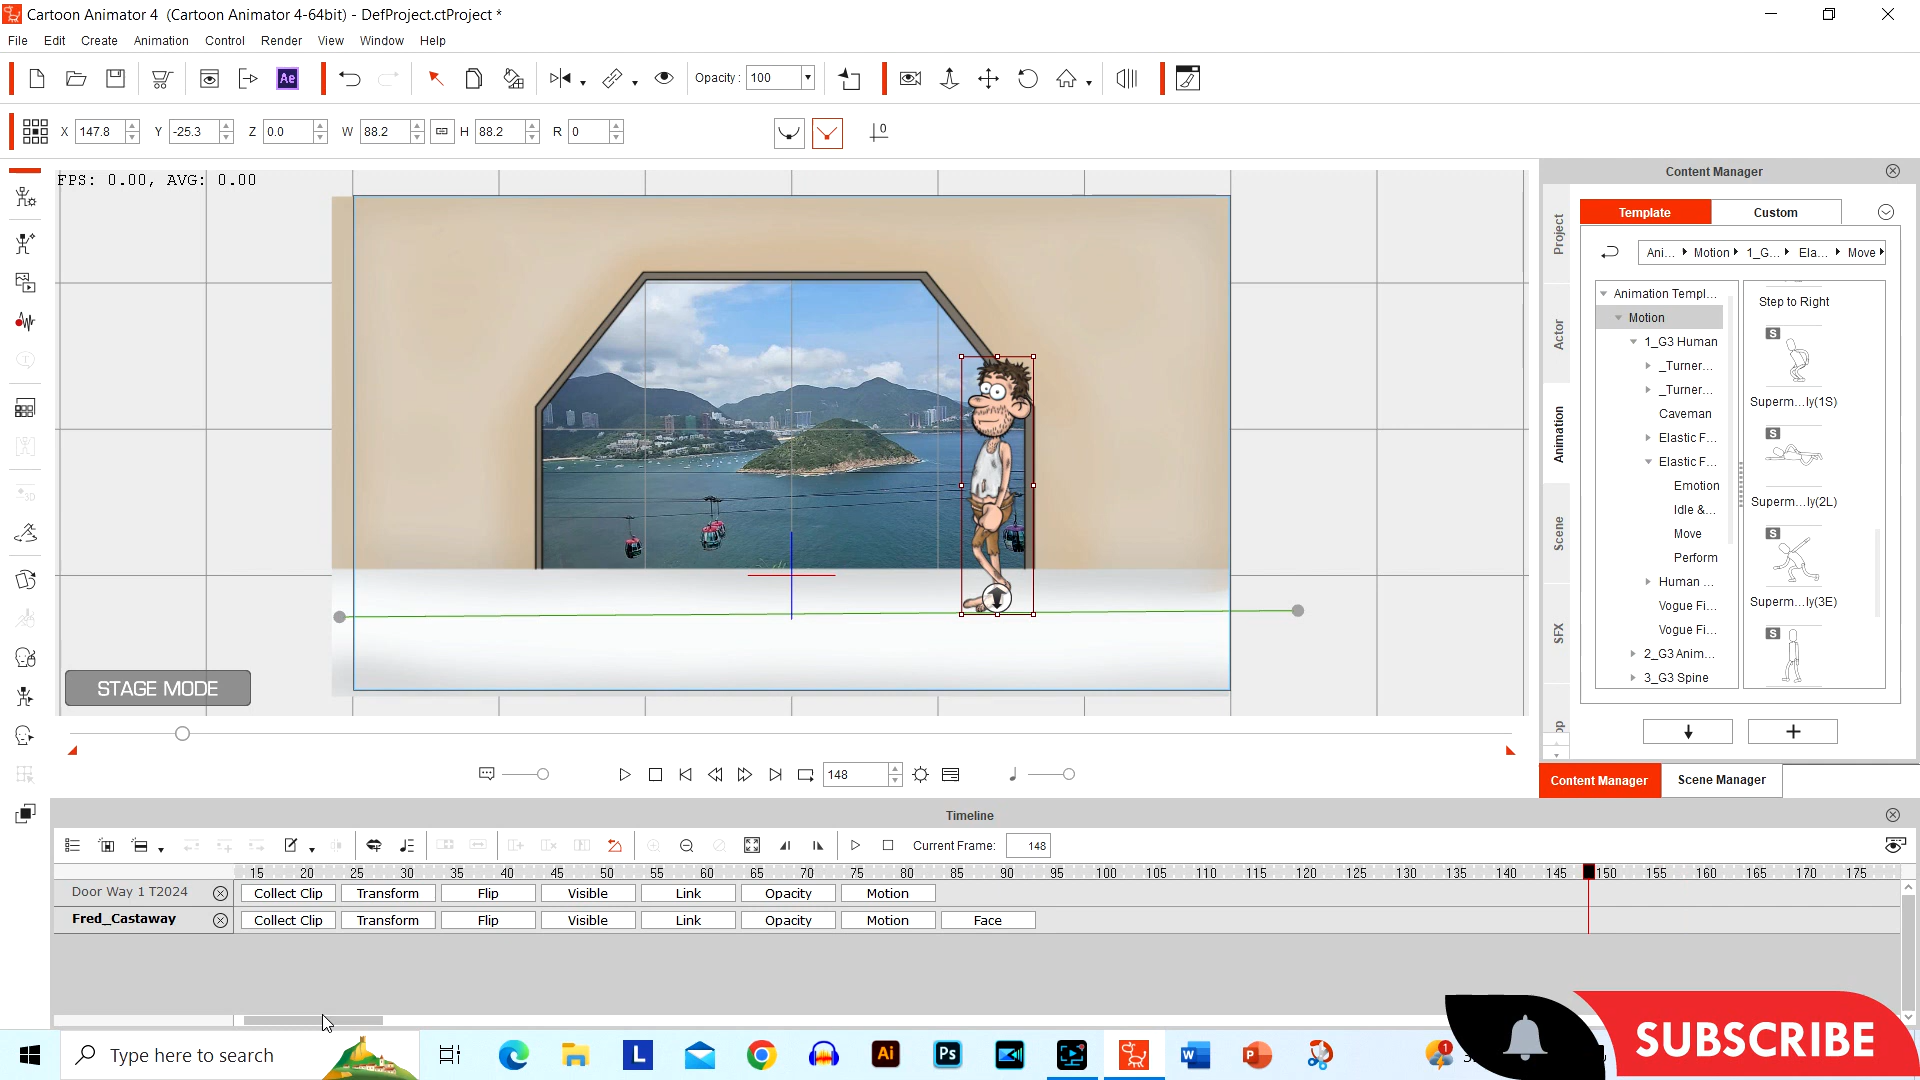 Cartoon Animator 4 (Cartoon Animator 4-64bit) - DefProject.ctProject *
File Edit Create Animation Control Render View Window Help
Ae Opacity : 100
X 147.8 Y -25.3 Z 0.0 W 88.2 H 88.2 R 0 0
FPS: 0.00, AVG: 0.00
STAGE MODE
Content Manager
Template Custom
Ani... Motion 1_G... Ela... Move
Project
Actor
Animation
Scene
SFX
Animation Templ...
Motion
1_G3 Human
_Turner...
_Turner...
Caveman
Elastic F...
Elastic F...
Emotion
Idle &...
Move
Perform
Human ...
Vogue Fi...
Vogue Fi...
2_G3 Anim...
3_G3 Spine
Step to Right
S
Superm...ly(1S)
S
Superm...ly(2L)
S
Superm...ly(3E)
S
Content Manager Scene Manager
148
Timeline
Current Frame: 148
15 20 25 30 35 40 45 50 55 60 65 70 75 80 85 90 95 100 105 110 115 120 125 130 135 140 145 150 155 160 165 170 175
Door Way 1 T2024 Collect Clip Transform Flip Visible Link Opacity Motion
Fred_Castaway Collect Clip Transform Flip Visible Link Opacity Motion Face
Type here to search
L Ai Ps W P 1
SUBSCRIBE